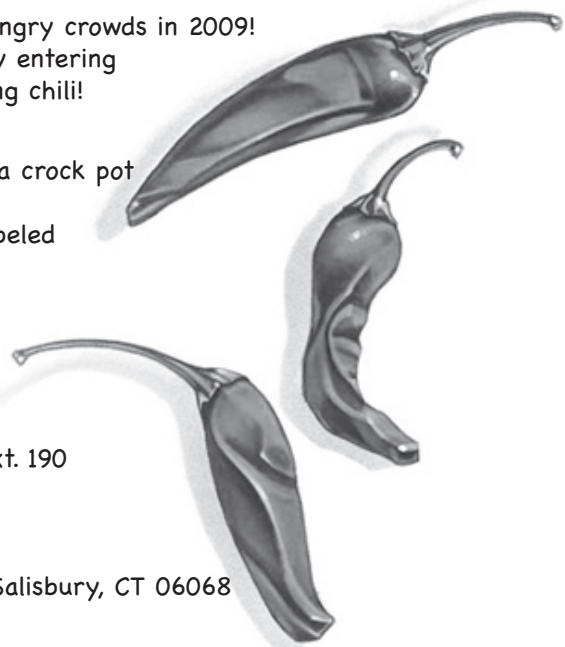 ngry crowds in 2009!
y entering
ng chili!
a crock pot
beled
xt. 190
Salisbury, CT 06068